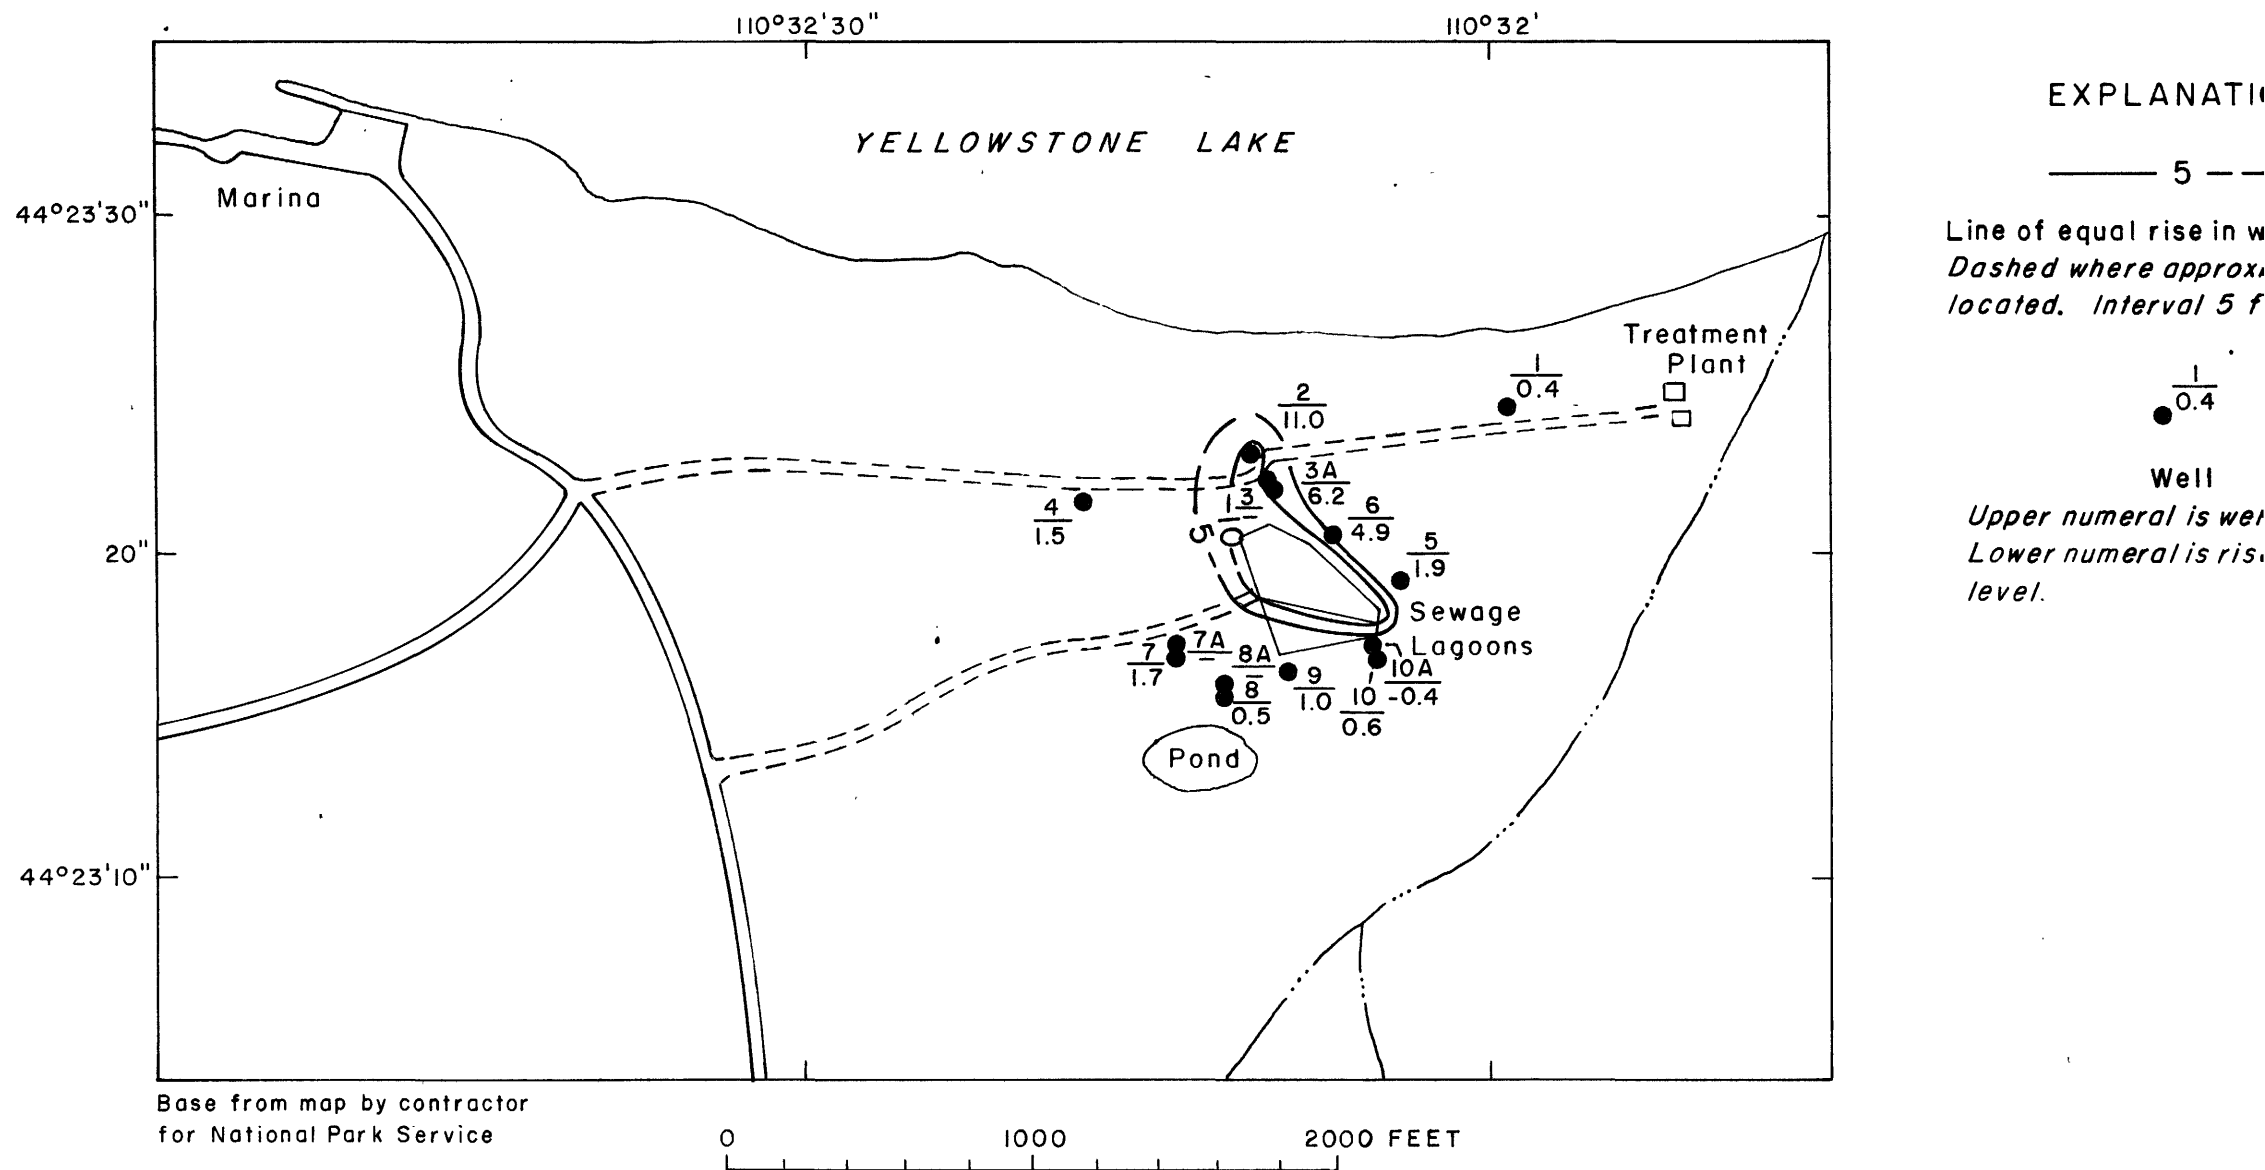 110°32'30"
110°32'
EXPLANATI
5
YELLOWSTONE LAKE
Marina
44°23'30"
Line of equal rise in w
Dashed where approx
located. Interval 5 f
Treatment
Plant
1
0.4
2
11.0
1
0.4
3A
6.2
3
4
1.5
6
4.9
Well
Upper numeral is wel
Lower numeral is ris
level.
10
5
20"
5
1.9
Sewage
Lagoons
7
1.7
7A
8A
8
0.5
9
1.0
10
0.6
10A
-0.4
Pond
44°23'10"
Base from map by contractor
for National Park Service
0
1000
2000 FEET